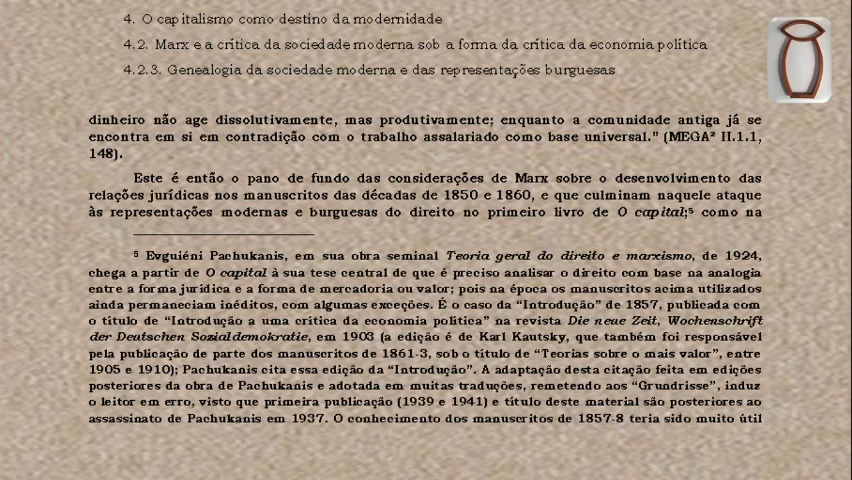 4. O capitalismo como destino da modernidade
4.2. Marx e a crítica da sociedade moderna sob a forma da crítica da economia política
4.2.3. Genealogia da sociedade moderna e das representações burguesas
dinheiro não age dissolutivamente, mas produtivamente; enquanto a comunidade antiga já se
encontra em si em contradição com o trabalho assalariado como base universal.” (MEGA² II.1.1,
148).
Este é então o pano de fundo das considerações de Marx sobre o desenvolvimento das
relações jurídicas nos manuscritos das décadas de 1850 e 1860, e que culminam naquele ataque
às representações modernas e burguesas do direito no primeiro livro de O capital;⁵ como na
⁵ Evguiéni Pachukanis, em sua obra seminal Teoria geral do direito e marxismo, de 1924,
chega a partir de O capital à sua tese central de que é preciso analisar o direito com base na analogia
entre a forma jurídica e a forma de mercadoria ou valor; pois na época os manuscritos acima utilizados
ainda permaneciam inéditos, com algumas exceções. É o caso da “Introdução” de 1857, publicada com
o título de “Introdução a uma crítica da economia política” na revista Die neue Zeit, Wochenschrift
der Deutschen Sozialdemokratie, em 1903 (a edição é de Karl Kautsky, que também foi responsável
pela publicação de parte dos manuscritos de 1861-3, sob o título de “Teorias sobre o mais valor”, entre
1905 e 1910); Pachukanis cita essa edição da “Introdução”. A adaptação desta citação feita em edições
posteriores da obra de Pachukanis e adotada em muitas traduções, remetendo aos “Grundrisse”, induz
o leitor em erro, visto que primeira publicação (1939 e 1941) e título deste material são posteriores ao
assassinato de Pachukanis em 1937. O conhecimento dos manuscritos de 1857-8 teria sido muito útil